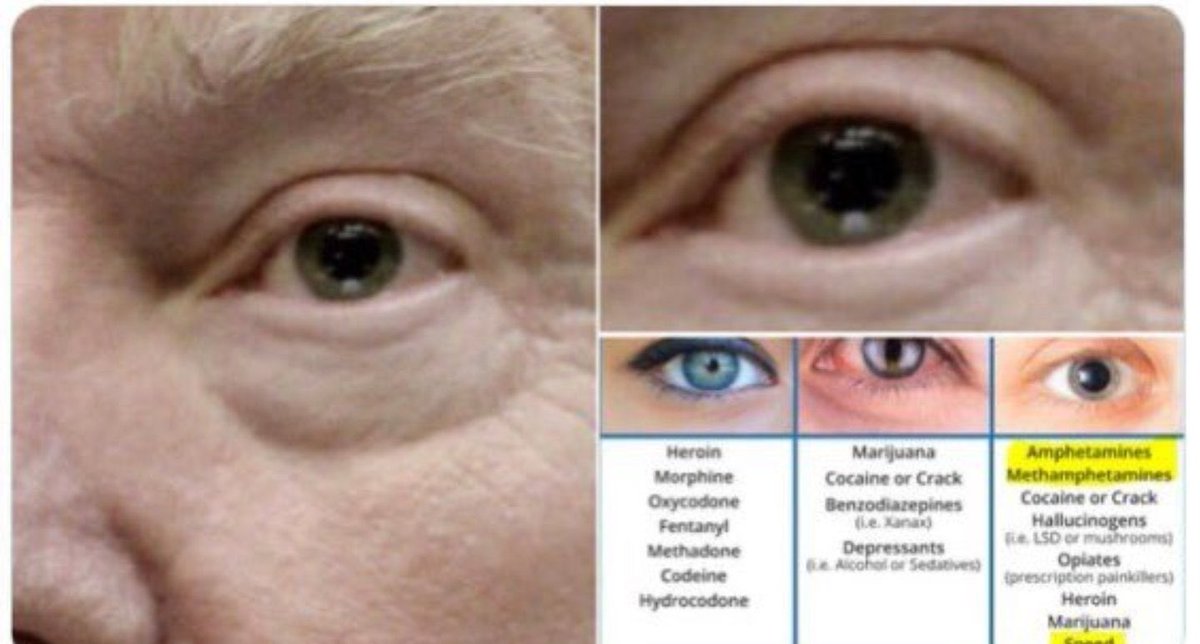 Heroin
Morphine
Oxycodone
Fentanyl
Methadone
Codeine
Hydrocodone
Marijuana
Cocaine or Crack
Benzodiazepines
(i.e. Xanax)
Depressants
(i.e. Alcohol or Sedatives)
Amphetamines
Methamphetamines
Cocaine or Crack
Hallucinogens
(i.e. LSD or mushrooms)
Opiates
(prescription painkillers)
Heroin
Marijuana
Speed